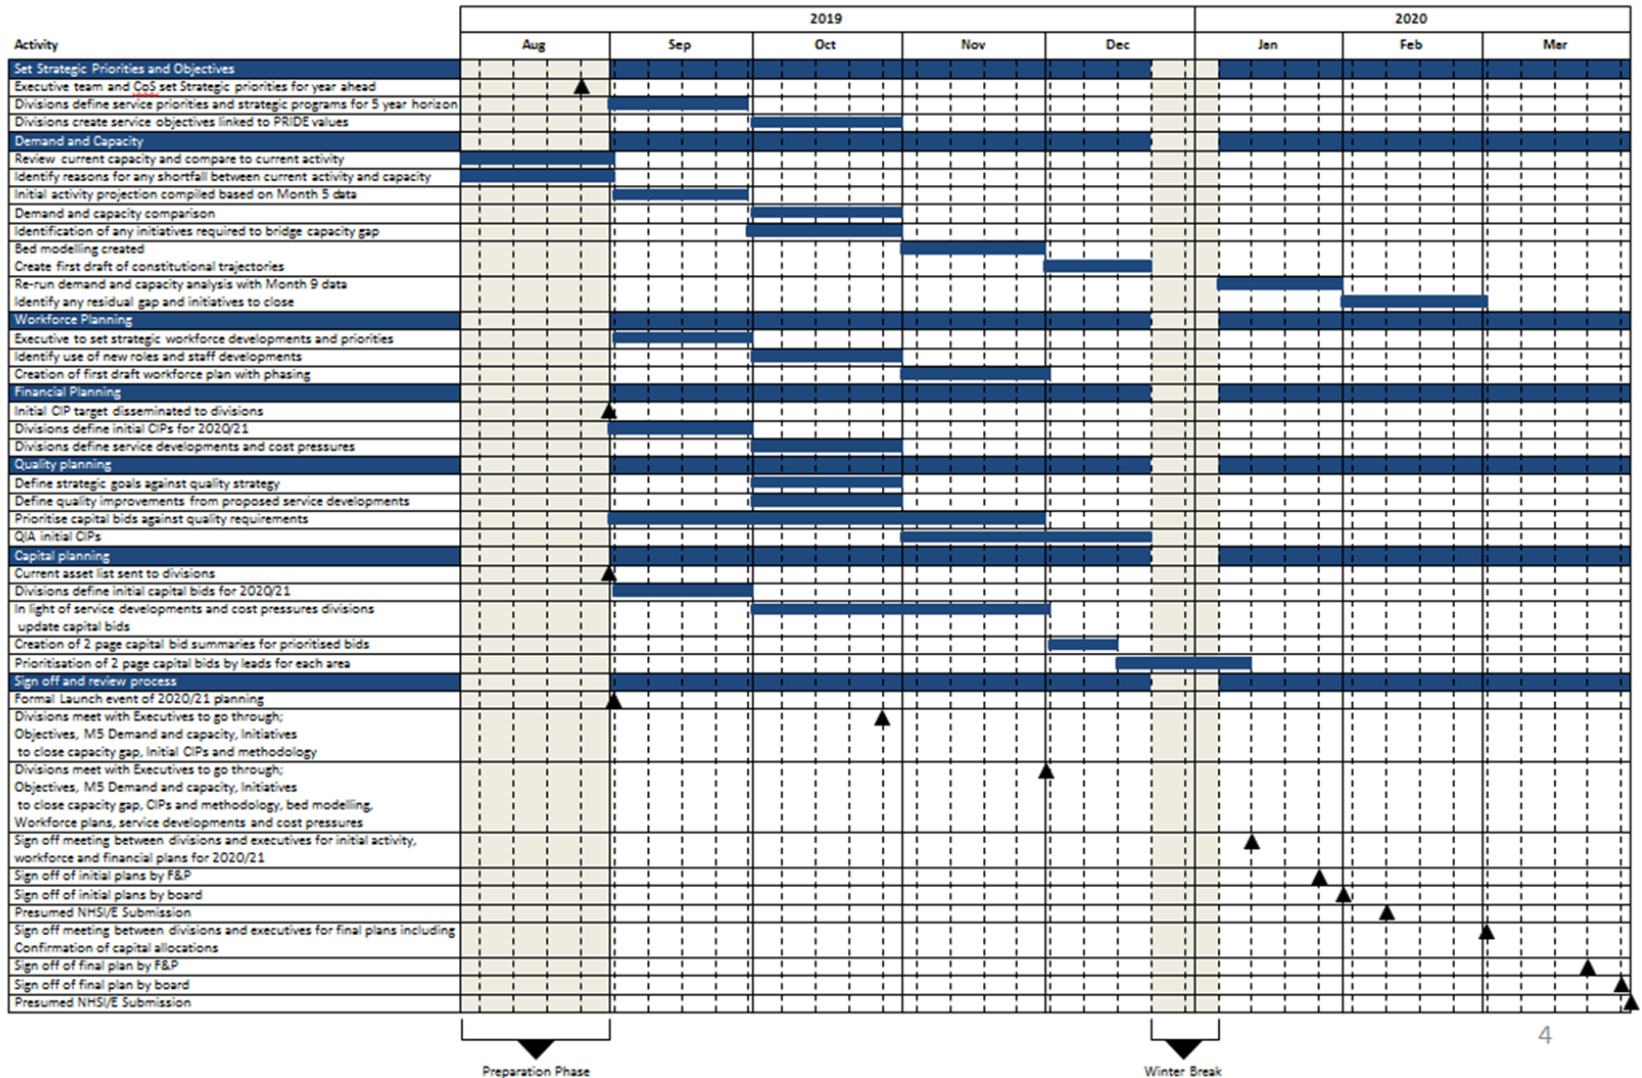 2019 2020
Activity Aug Sep Oct Nov Dec Jan Feb Mar
Set Strategic Priorities and Objectives
Executive team and CoS set Strategic priorities for year ahead
Divisions define service priorities and strategic programs for 5 year horizon
Divisions create service objectives linked to PRIDE values
Demand and Capacity
Review current capacity and compare to current activity
Identify reasons for any shortfall between current activity and capacity
Initial activity projection compiled based on Month 5 data
Demand and capacity comparison
Identification of any initiatives required to bridge capacity gap
Bed modelling created
Create first draft of constitutional trajectories
Re-run demand and capacity analysis with Month 9 data
Identify any residual gap and initiatives to close
Workforce Planning
Executive to set strategic workforce developments and priorities
Identify use of new roles and staff developments
Creation of first draft workforce plan with phasing
Financial Planning
Initial CIP target disseminated to divisions
Divisions define initial CIPs for 2020/21
Divisions define service developments and cost pressures
Quality planning
Define strategic goals against quality strategy
Define quality improvements from proposed service developments
Prioritise capital bids against quality requirements
QIA initial CIPs
Capital planning
Current asset list sent to divisions
Divisions define initial capital bids for 2020/21
In light of service developments and cost pressures divisions
update capital bids
Creation of 2 page capital bid summaries for prioritised bids
Prioritisation of 2 page capital bids by leads for each area
Sign off and review process
Formal Launch event of 2020/21 planning
Divisions meet with Executives to go through;
Objectives, M5 Demand and capacity, Initiatives
to close capacity gap, Initial CIPs and methodology
Divisions meet with Executives to go through;
Objectives, M5 Demand and capacity, Initiatives
to close capacity gap, CIPs and methodology, bed modelling,
Workforce plans, service developments and cost pressures
Sign off meeting between divisions and executives for initial activity,
workforce and financial plans for 2020/21
Sign off of initial plans by F&P
Sign off of initial plans by board
Presumed NHSI/E Submission
Sign off meeting between divisions and executives for final plans including
Confirmation of capital allocations
Sign off of final plan by F&P
Sign off of final plan by board
Presumed NHSI/E Submission
4
Preparation Phase Winter Break